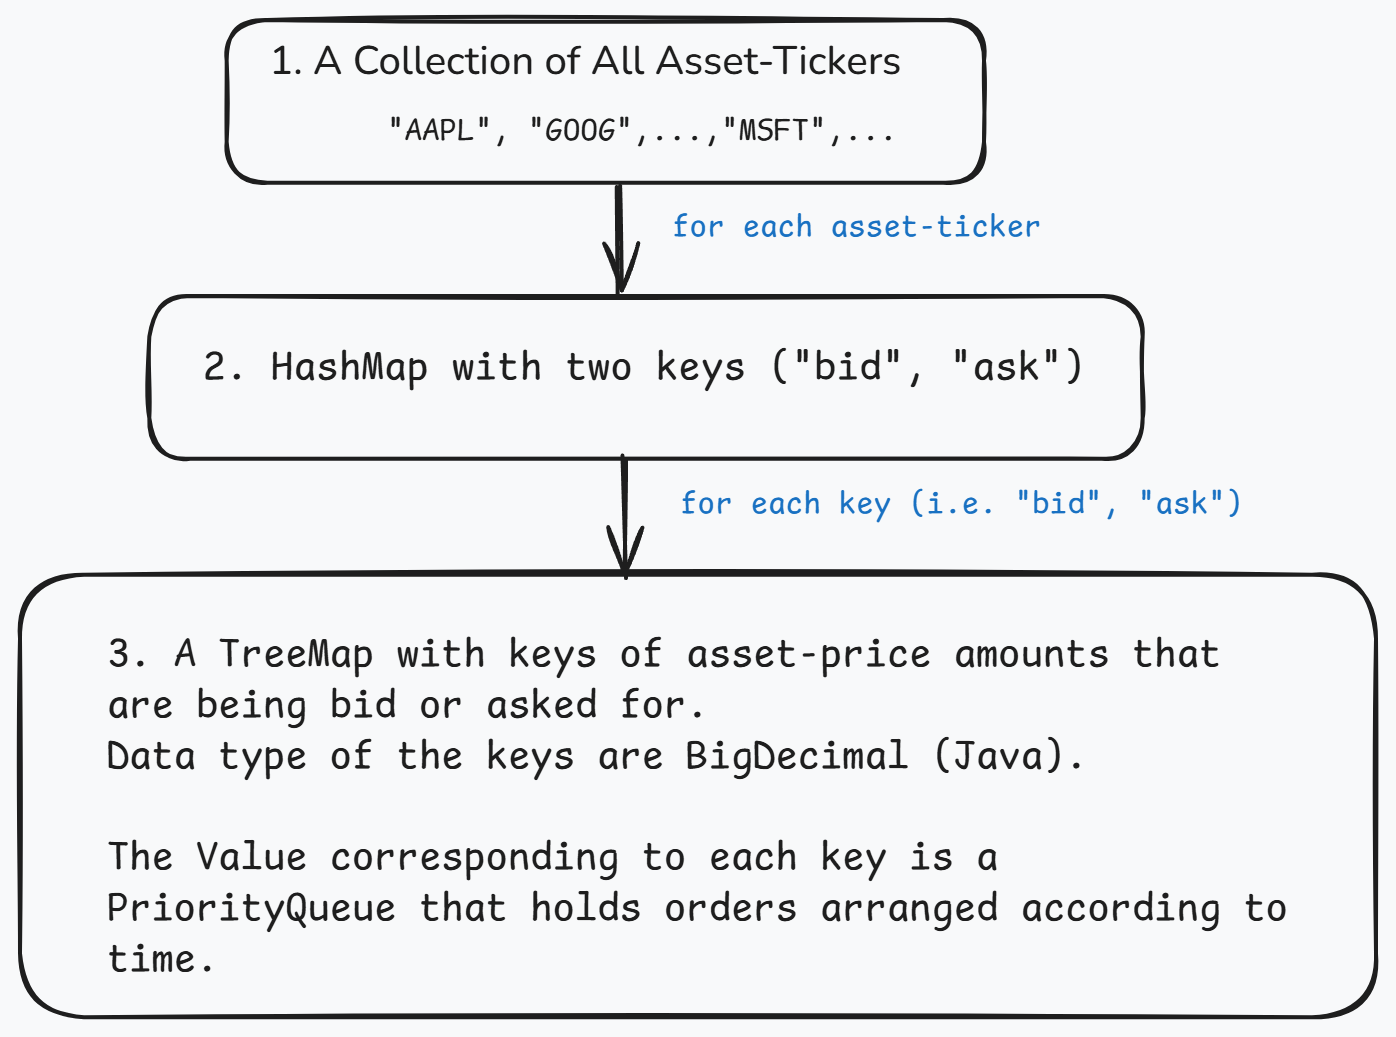 1. A Collection of All Asset-Tickers
"AAPL", "GOOG",...,"MSFT",...
for each asset-ticker
2. HashMap with two keys ("bid", "ask")
for each key (i.e. "bid", "ask")
3. A TreeMap with keys of asset-price amounts that
are being bid or asked for.
Data type of the keys are BigDecimal (Java).
The Value corresponding to each key is a
PriorityQueue that holds orders arranged according to
time.